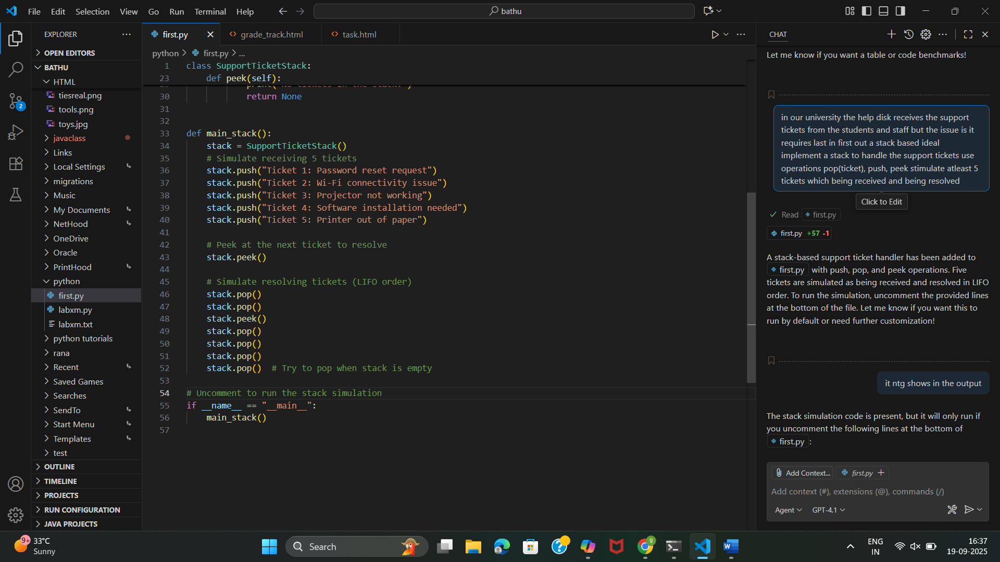 File Edit Selection View Go Run Terminal Help
bathu
EXPLORER
OPEN EDITORS
BATHU
HTML
tiesreal.png
tools.png
toys.jpg
javaclass
Links
Local Settings
migrations
Music
My Documents
NetHood
OneDrive
Oracle
PrintHood
python
first.py
labxm.py
labxm.txt
python tutorials
rana
Recent
Saved Games
Searches
SendTo
Start Menu
Templates
test
OUTLINE
TIMELINE
PROJECTS
RUN CONFIGURATION
JAVA PROJECTS
2
first.py
grade_track.html
task.html
python > first.py > ...
1 class SupportTicketStack:
23 def peek(self):
30 return None
31
32
33 def main_stack():
34 stack = SupportTicketStack()
35 # Simulate receiving 5 tickets
36 stack.push("Ticket 1: Password reset request")
37 stack.push("Ticket 2: Wi-Fi connectivity issue")
38 stack.push("Ticket 3: Projector not working")
39 stack.push("Ticket 4: Software installation needed")
40 stack.push("Ticket 5: Printer out of paper")
41
42 # Peek at the next ticket to resolve
43 stack.peek()
44
45 # Simulate resolving tickets (LIFO order)
46 stack.pop()
47 stack.pop()
48 stack.peek()
49 stack.pop()
50 stack.pop()
51 stack.pop()
52 stack.pop() # Try to pop when stack is empty
53
54 # Uncomment to run the stack simulation
55 if __name__ == "__main__":
56 main_stack()
57
CHAT
Let me know if you want a table or code benchmarks!
in our university the help disk receives the support
tickets from the students and staff but the issue is it
requires last in first out a stack based ideal
implement a stack to handle the support tickets use
operations pop(ticket), push, peek stimulate atleast 5
tickets which being received and being resolved
Click to Edit
Read first.py
first.py +57 -1
A stack-based support ticket handler has been added to
first.py with push, pop, and peek operations. Five
tickets are simulated as being received and resolved in LIFO
order. To run the simulation, uncomment the provided lines
at the bottom of the file. Let me know if you want this to
run by default or need further customization!
it ntg shows in the output
The stack simulation code is present, but it will only run if
you uncomment the following lines at the bottom of
first.py :
Add Context... first.py
Add context (#), extensions (@), commands (/)
Agent GPT-4.1
9+
33°C
Sunny
Search
ENG
IN
16:37
19-09-2025